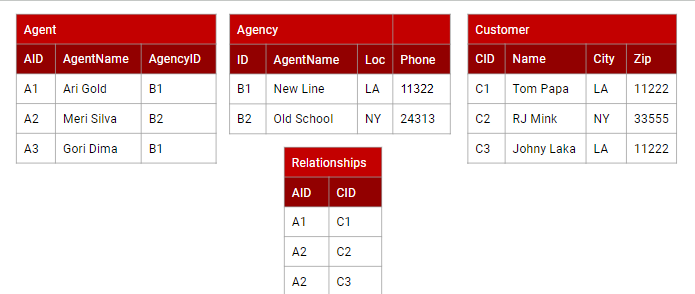 Agent
AID AgentName AgencyID
A1 Ari Gold B1
A2 Meri Silva B2
A3 Gori Dima B1
Agency
ID AgentName Loc Phone
B1 New Line LA 11322
B2 Old School NY 24313
Customer
CID Name City Zip
C1 Tom Papa LA 11222
C2 RJ Mink NY 33555
C3 Johny Laka LA 11222
Relationships
AID CID
A1 C1
A2 C2
A2 C3